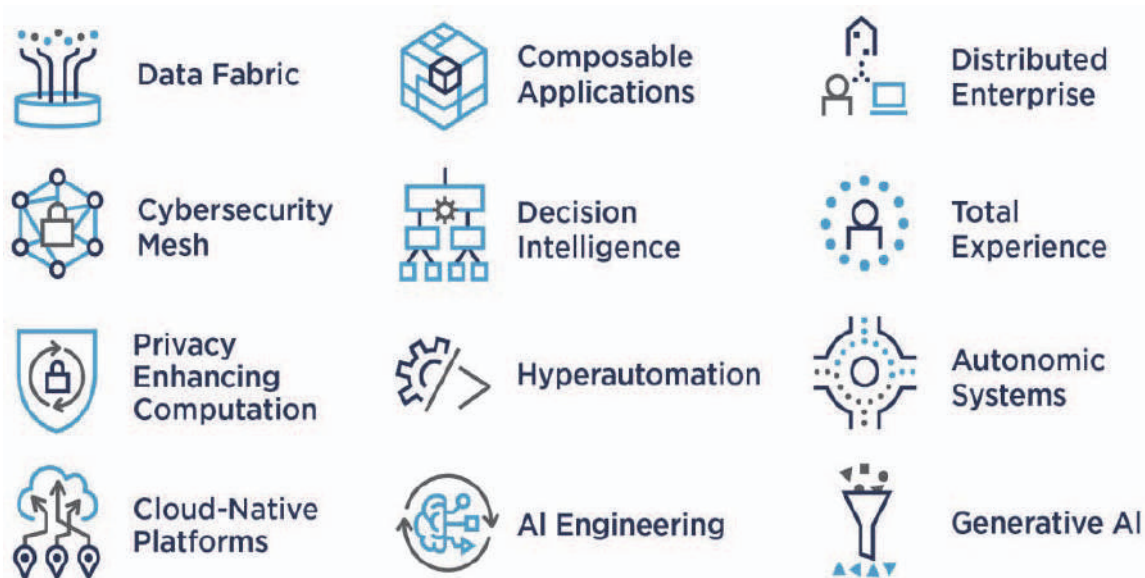 Data Fabric
Cybersecurity
Mesh
Privacy
Enhancing
Computation
Cloud-Native
Platforms
Composable
Applications
Decision
Intelligence
Hyperautomation
AI Engineering
Distributed
Enterprise
Total
Experience
Autonomic
Systems
Generative AI